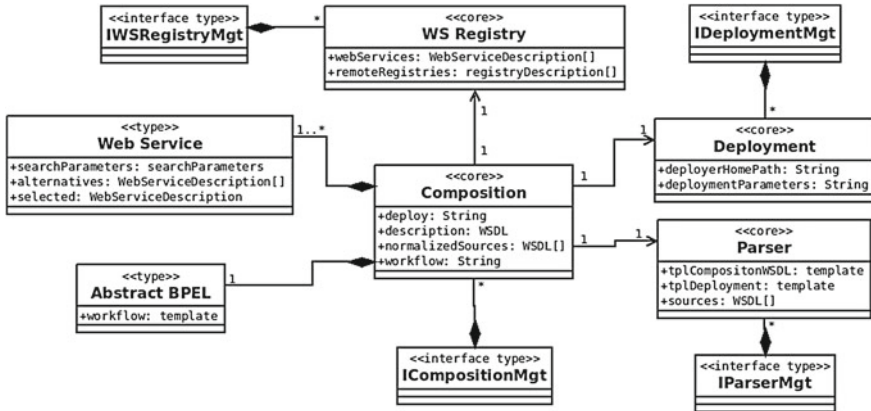 <<interface type>>
IWSRegistryMgt
*
<<core>>
WS Registry
+webServices: WebServiceDescription[]
+remoteRegistries: registryDescription[]
<<interface type>>
IDeploymentMgt
*
1
1
<<type>>
Web Service
+searchParameters: searchParameters
+alternatives: WebServiceDescription[]
+selected: WebServiceDescription
1..*
<<core>>
Composition
+deploy: String
+description: WSDL
+normalizedSources: WSDL[]
+workflow: String
1
1
<<core>>
Deployment
+deployerHomePath: String
+deploymentParameters: String
1
1
<<core>>
Parser
+tplCompositonWSDL: template
+tplDeployment: template
+sources: WSDL[]
<<type>>
Abstract BPEL
+workflow: template
1
*
<<interface type>>
ICompositionMgt
*
<<interface type>>
IParserMgt